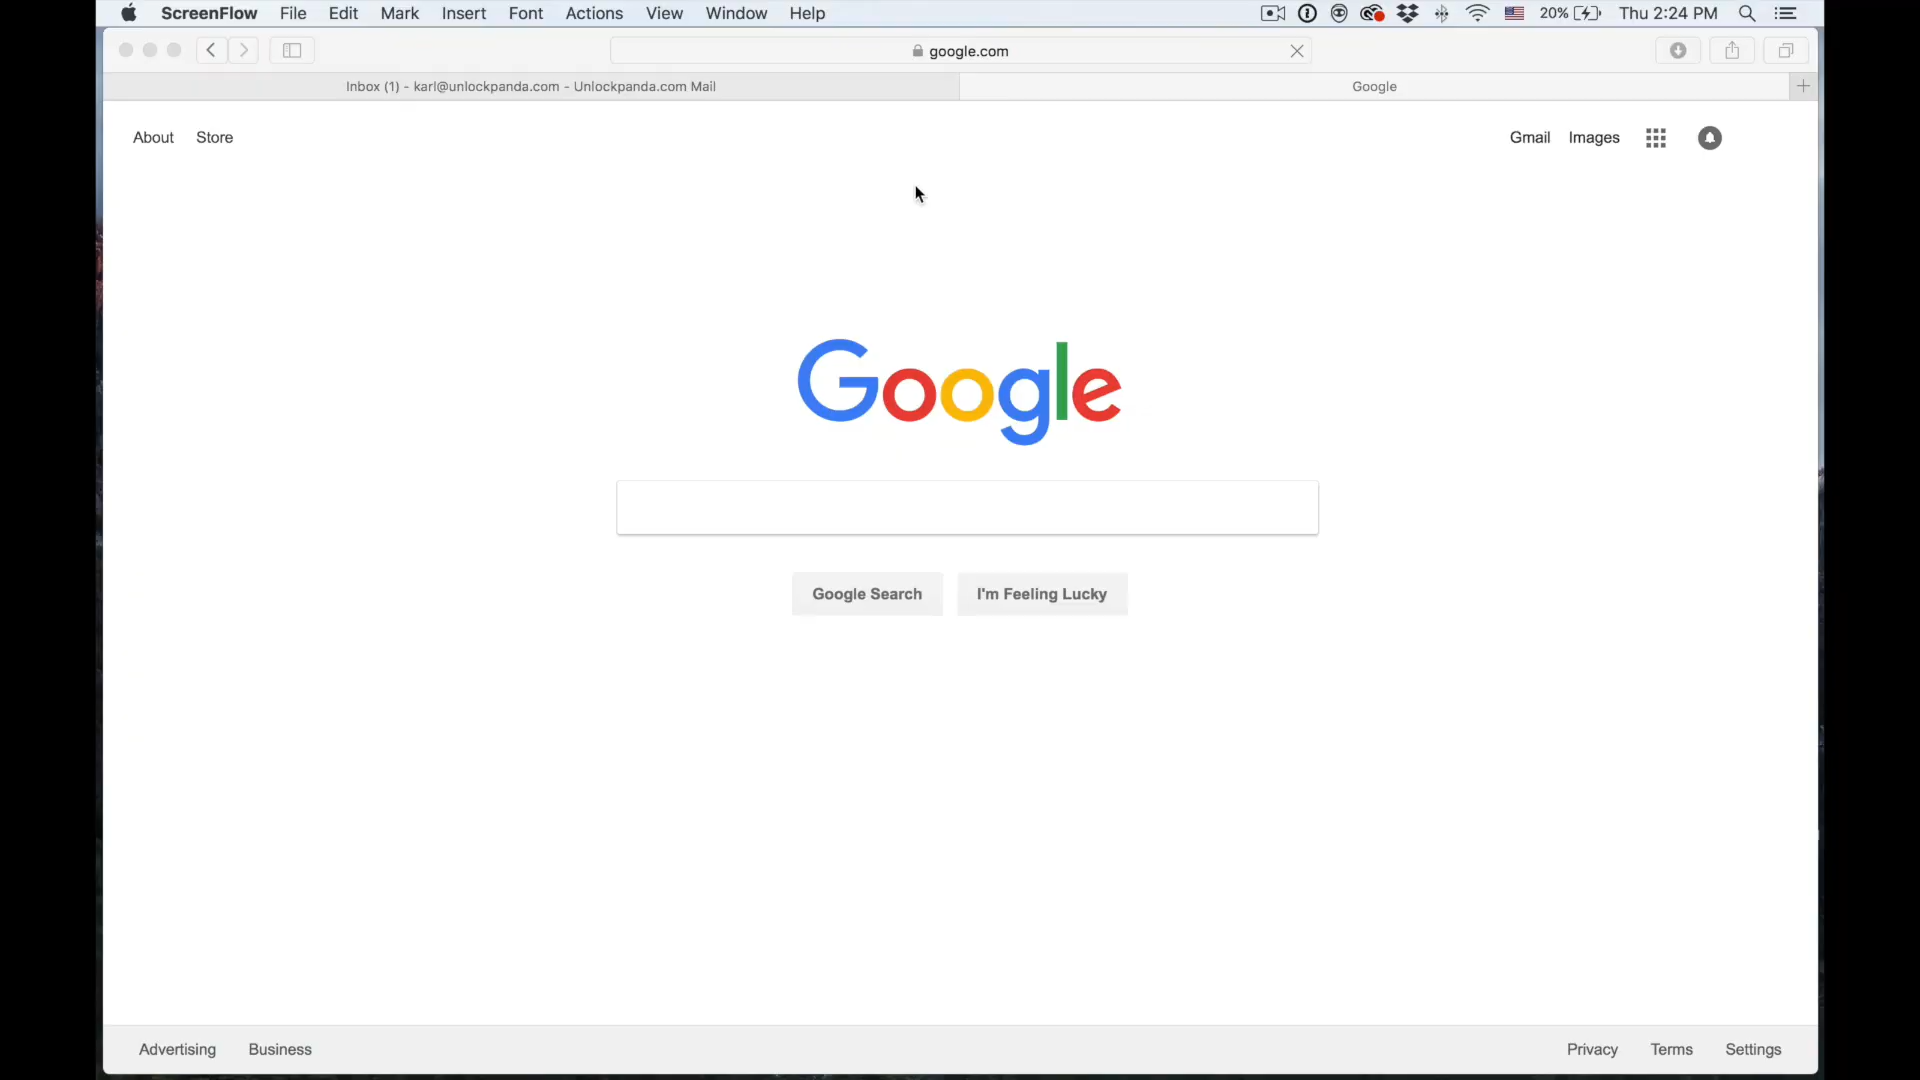 ScreenFlow File Edit Mark Insert Font Actions View Window Help 20% Thu 2:24 PM
google.com
Inbox (1) - karl@unlockpanda.com - Unlockpanda.com Mail Google
About Store Gmail Images
Google
Google Search I'm Feeling Lucky
Advertising Business Privacy Terms Settings